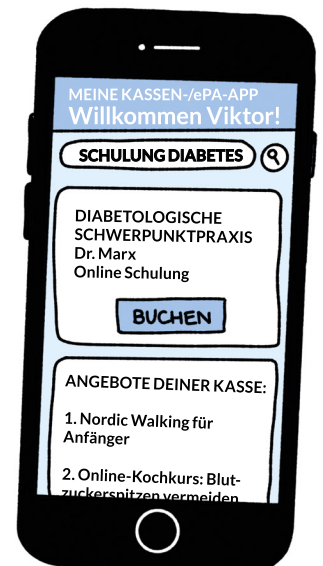 MEINE KASSEN-/ePA-APP
Willkommen Viktor!
SCHULUNG DIABETES
DIABETOLOGISCHE
SCHWERPUNKTPRAXIS
Dr. Marx
Online Schulung
BUCHEN
ANGEBOTE DEINER KASSE:
1. Nordic Walking für
Anfänger
2. Online-Kochkurs: Blut-
zuckerspitzen vermeiden